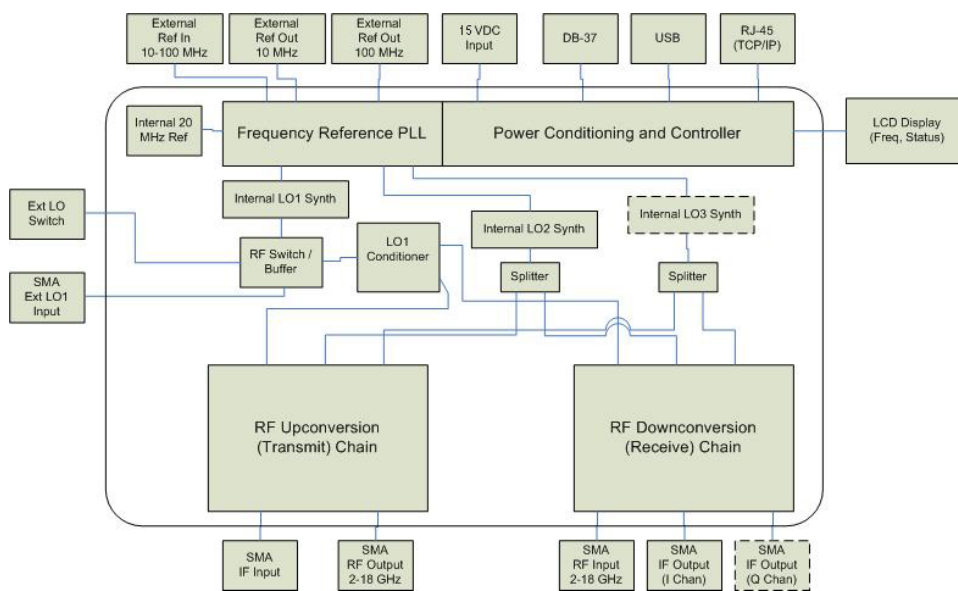 External
Ref In
10-100 MHz
External
Ref Out
10 MHz
External
Ref Out
100 MHz
15 VDC
Input
DB-37
USB
RJ-45
(TCP/IP)
Internal 20
MHz Ref
Frequency Reference PLL
Power Conditioning and Controller
LCD Display
(Freq, Status)
Internal LO1 Synth
Ext LO
Switch
RF Switch /
Buffer
LO1
Conditioner
Internal LO2 Synth
Internal LO3 Synth
Splitter
Splitter
SMA
Ext LO1
Input
RF Upconversion
(Transmit) Chain
RF Downconversion
(Receive) Chain
SMA
IF Input
SMA
RF Output
2-18 GHz
SMA
RF Input
2-18 GHz
SMA
IF Output
(I Chan)
SMA
IF Output
(Q Chan)